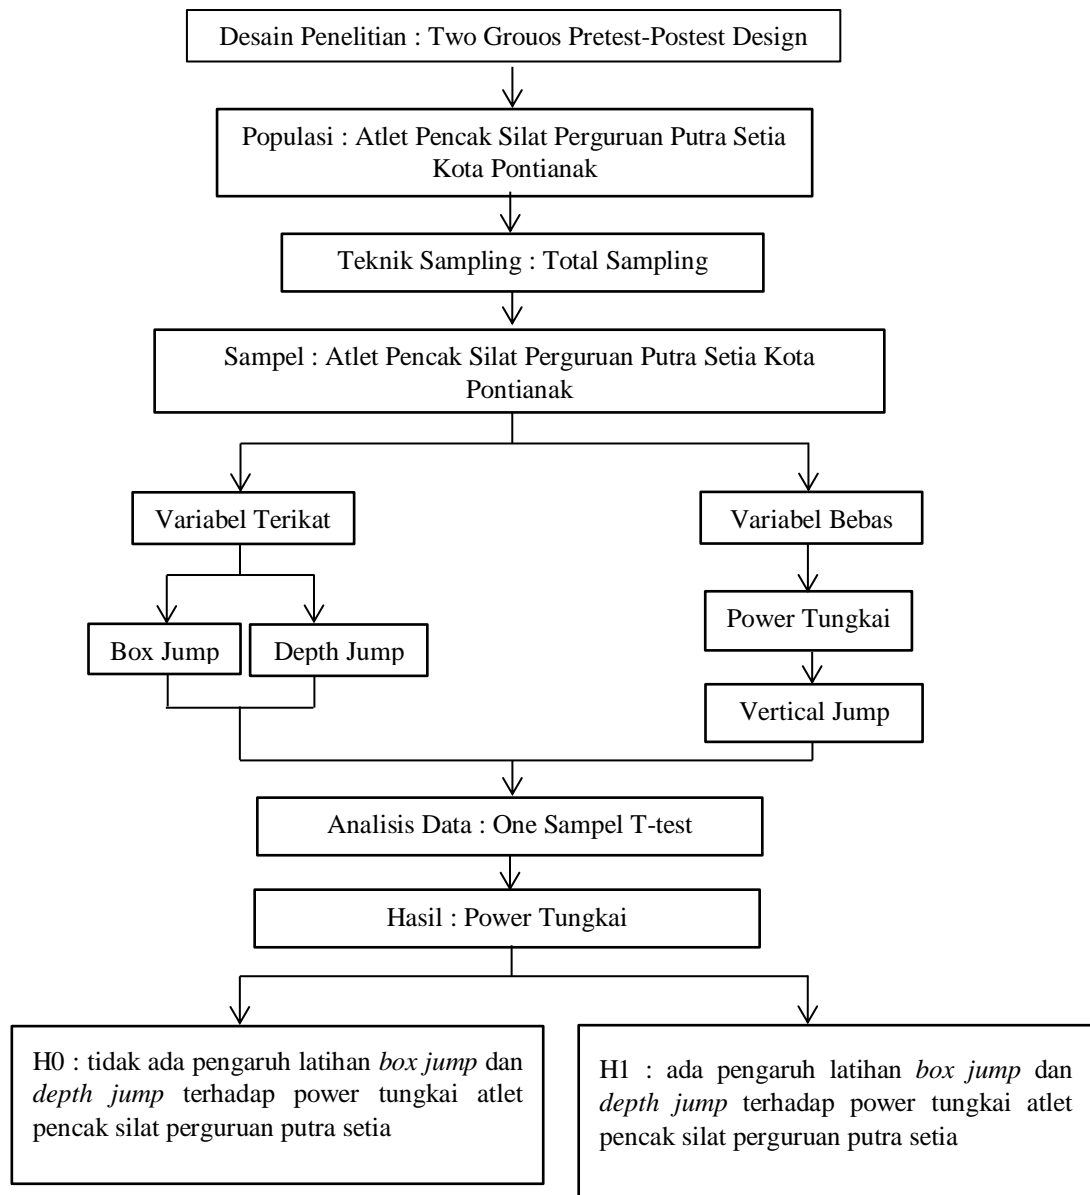 Desain Penelitian : Two Grouos Pretest-Postest Design
Populasi : Atlet Pencak Silat Perguruan Putra Setia
Kota Pontianak
Teknik Sampling : Total Sampling
Sampel : Atlet Pencak Silat Perguruan Putra Setia Kota
Pontianak
Variabel Terikat
Variabel Bebas
Box Jump
Depth Jump
Power Tungkai
Vertical Jump
Analisis Data : One Sampel T-test
Hasil : Power Tungkai
H0 : tidak ada pengaruh latihan box jump dan
depth jump terhadap power tungkai atlet
pencak silat perguruan putra setia
H1 : ada pengaruh latihan box jump dan
depth jump terhadap power tungkai atlet
pencak silat perguruan putra setia